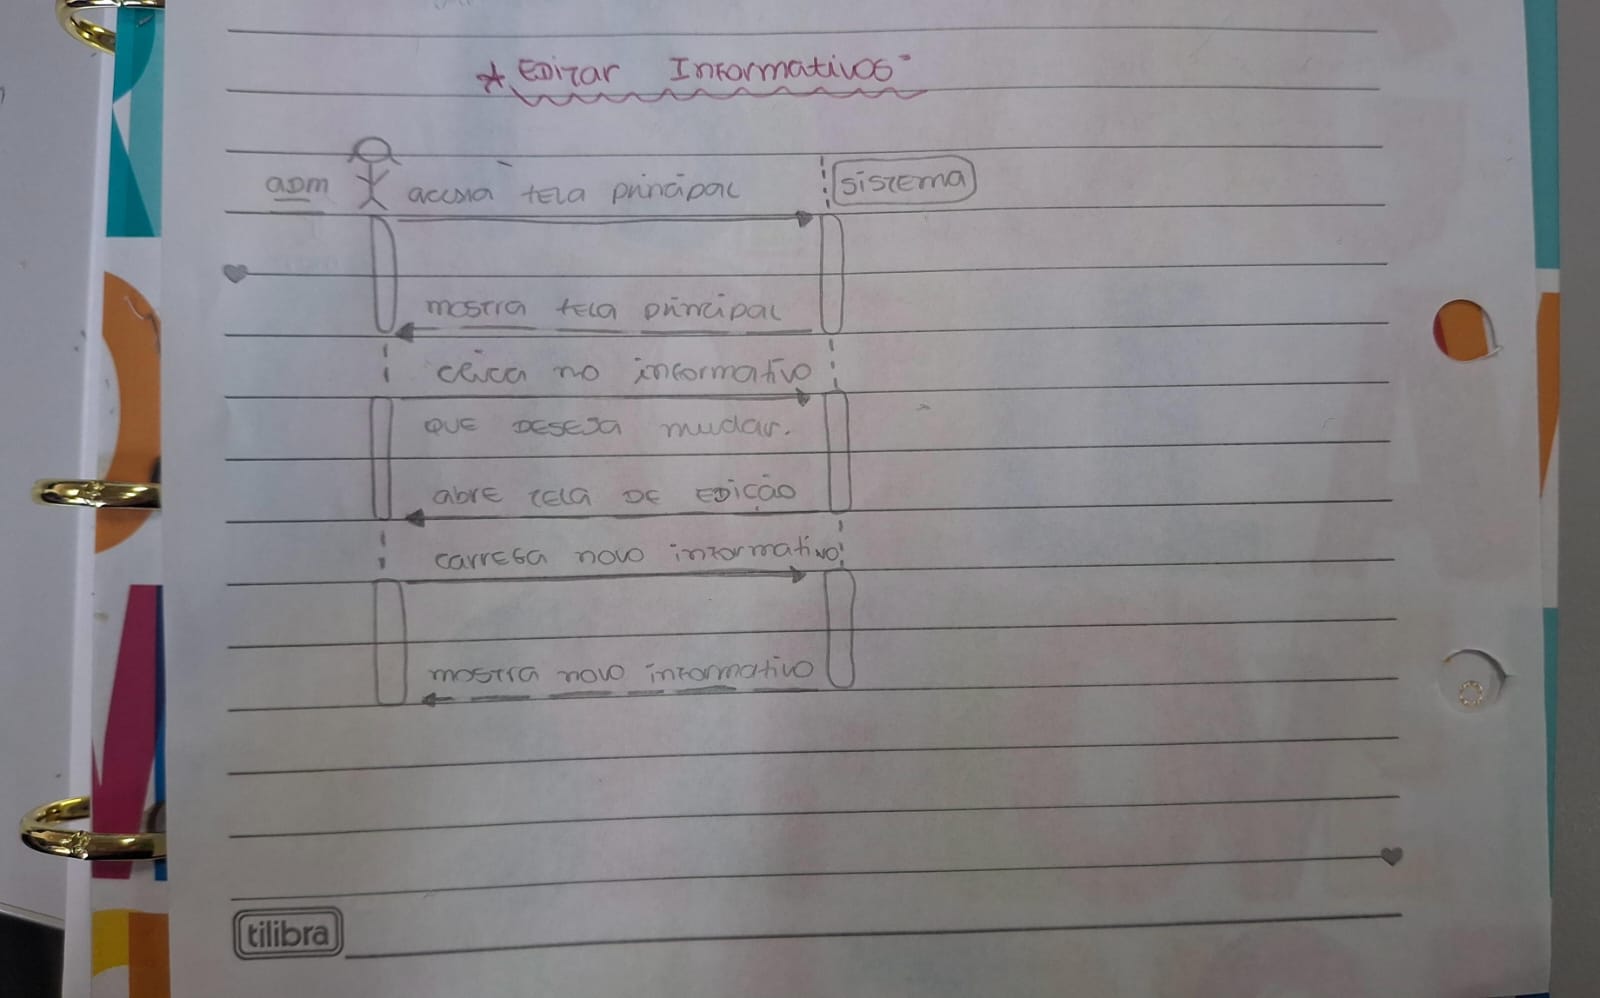 * Editar Informativos
adm
acessa tela principal
sistema
mostra tela principal
clica no informativo
que deseja mudar.
abre tela de edição
carrega novo informativo
mostra novo informativo
tilibra